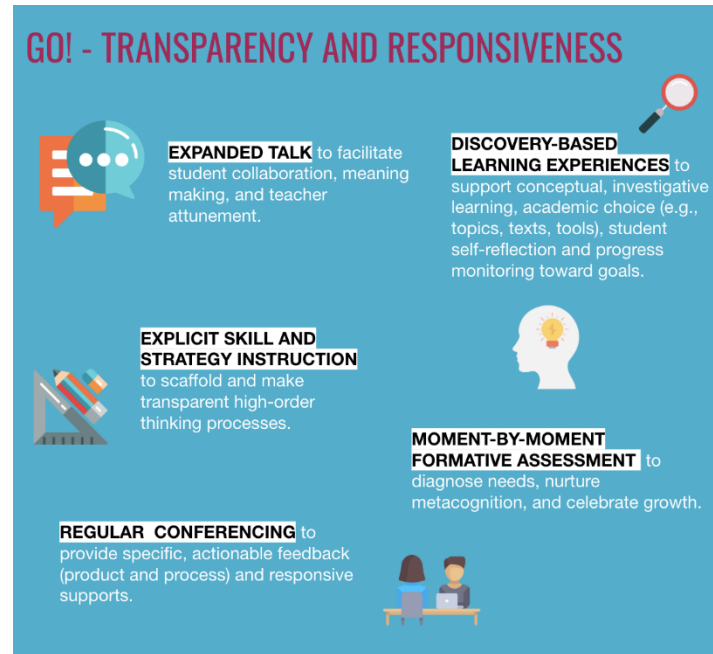 GO! - TRANSPARENCY AND RESPONSIVENESS
EXPANDED TALK to facilitate
student collaboration, meaning
making, and teacher
attunement.
DISCOVERY-BASED
LEARNING EXPERIENCES to
support conceptual, investigative
learning, academic choice (e.g.,
topics, texts, tools), student
self-reflection and progress
monitoring toward goals.
EXPLICIT SKILL AND
STRATEGY INSTRUCTION
to scaffold and make
transparent high-order
thinking processes.
MOMENT-BY-MOMENT
FORMATIVE ASSESSMENT to
diagnose needs, nurture
metacognition, and celebrate growth.
REGULAR CONFERENCING to
provide specific, actionable feedback
(product and process) and responsive
supports.